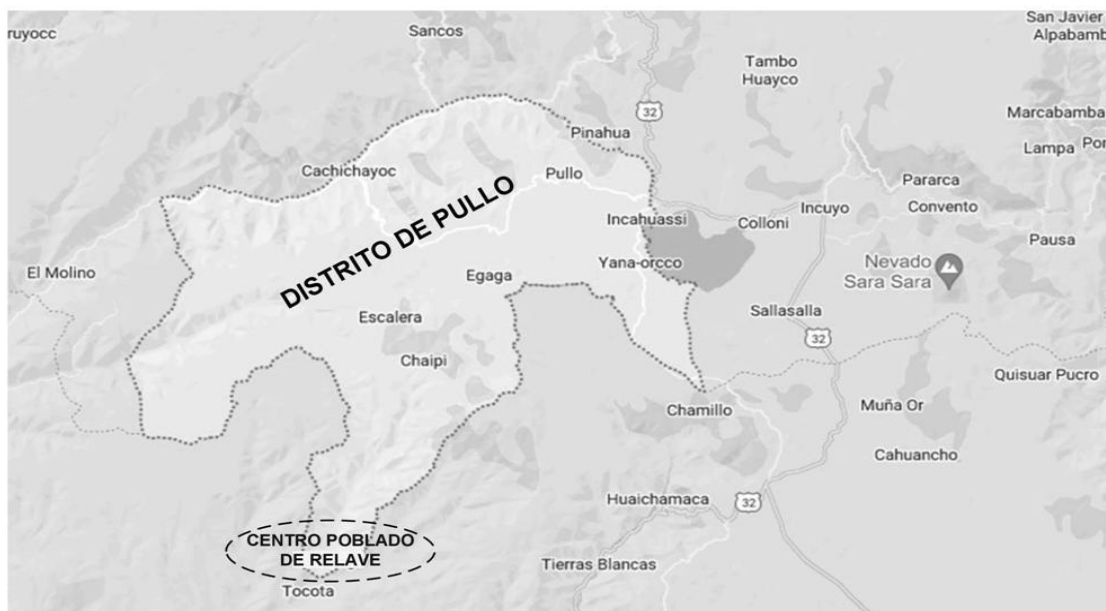 ruyocc
Sancos
San Javier
Alpabamb
Tambo
Huayco
32
Marcabamba
Pinahua
Lampa
Por
Cachichayoc
Pullo
Pararca
DISTRITO DE PULLO
Incahuassi
Colloni
Incuyo
Convento
Pausa
El Molino
Egaga
Yana-orcco
Nevado
Sara Sara
Escalera
Sallasalla
32
Chaipi
Quisuar Pucro
Chamillo
Muña Or
Cahuancho
Huaichamaca
32
CENTRO POBLADO
DE RELAVE
Tierras Blancas
Tocota